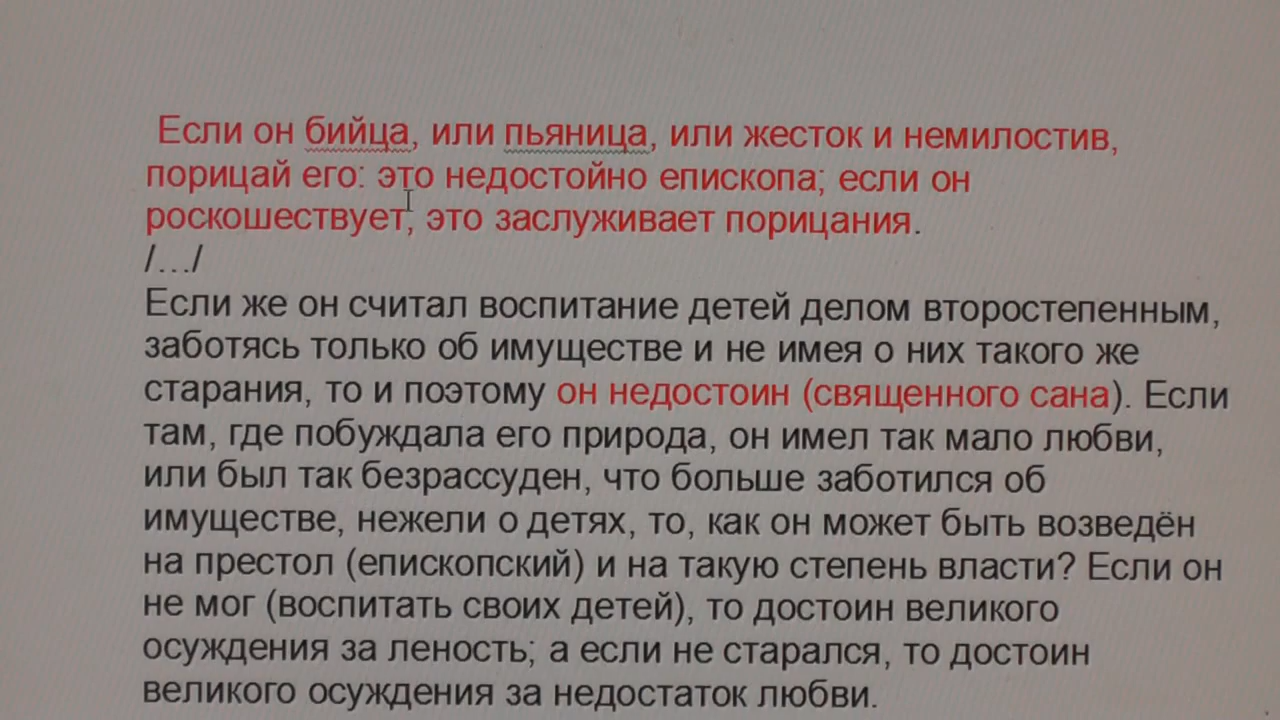 Если он бийца, или пьяница, или жесток и немилостив,
порицай его: это недостойно епископа; если он
роскошествует, это заслуживает порицания.
/.../
Если же он считал воспитание детей делом второстепенным,
заботясь только об имуществе и не имея о них такого же
старания, то и поэтому он недостоин (священного сана). Если
там, где побуждала его природа, он имел так мало любви,
или был так безрассуден, что больше заботился об
имуществе, нежели о детях, то, как он может быть возведён
на престол (епископский) и на такую степень власти? Если он
не мог (воспитать своих детей), то достоин великого
осуждения за леность; а если не старался, то достоин
великого осуждения за недостаток любви.